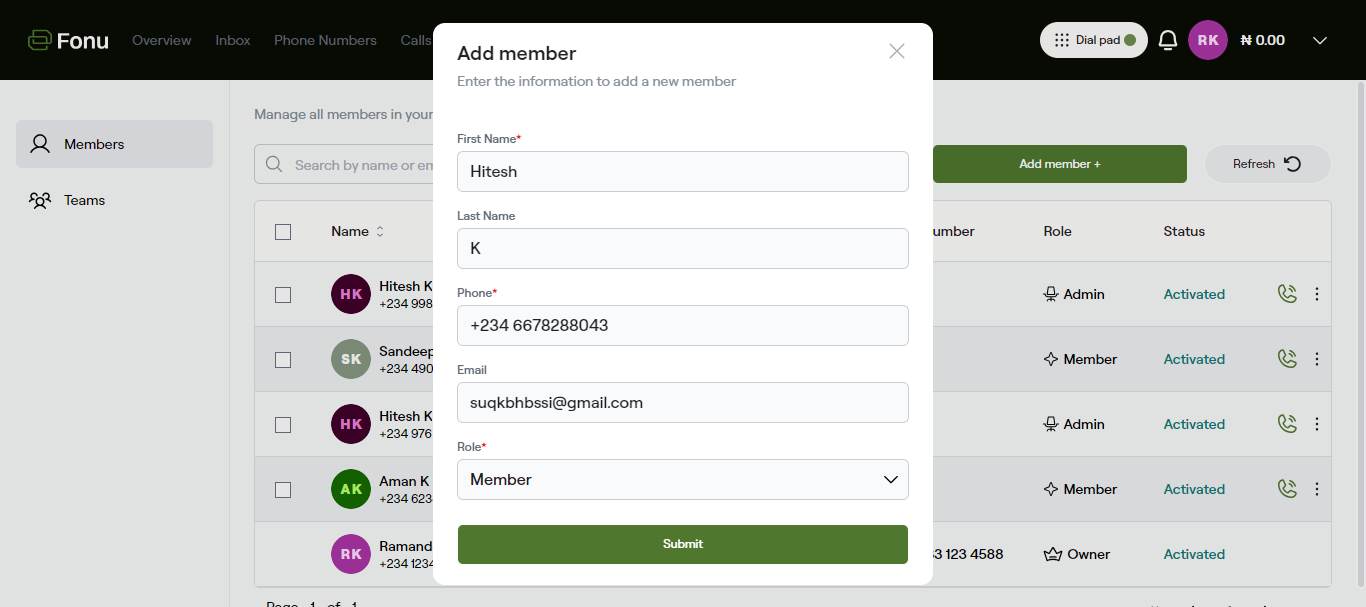 Fonu
Overview
Inbox
Phone Numbers
Calls
Dial pad
RK
₦ 0.00
Members
Teams
Manage all members in your
Search by name or em
Add member +
Refresh
Name
umber
Role
Status
HK
Hitesh K
+234 998
Admin
Activated
SK
Sandeep
+234 490
Member
Activated
HK
Hitesh K
+234 976
Admin
Activated
AK
Aman K
+234 623
Member
Activated
RK
Ramand
+234 1234
33 123 4588
Owner
Activated
Page 1 of 1
Add member
Enter the information to add a new member
First Name*
Hitesh
Last Name
K
Phone*
+234 6678288043
Email
suqkbhbssi@gmail.com
Role*
Member
Submit